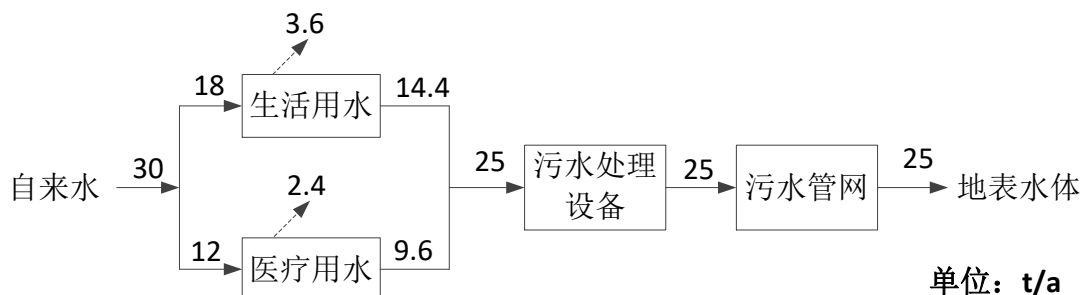 3.6
18
生活用水
14.4
自来水
30
2.4
12
医疗用水
9.6
25
污水处理
设备
25
污水管网
25
地表水体
单位：t/a